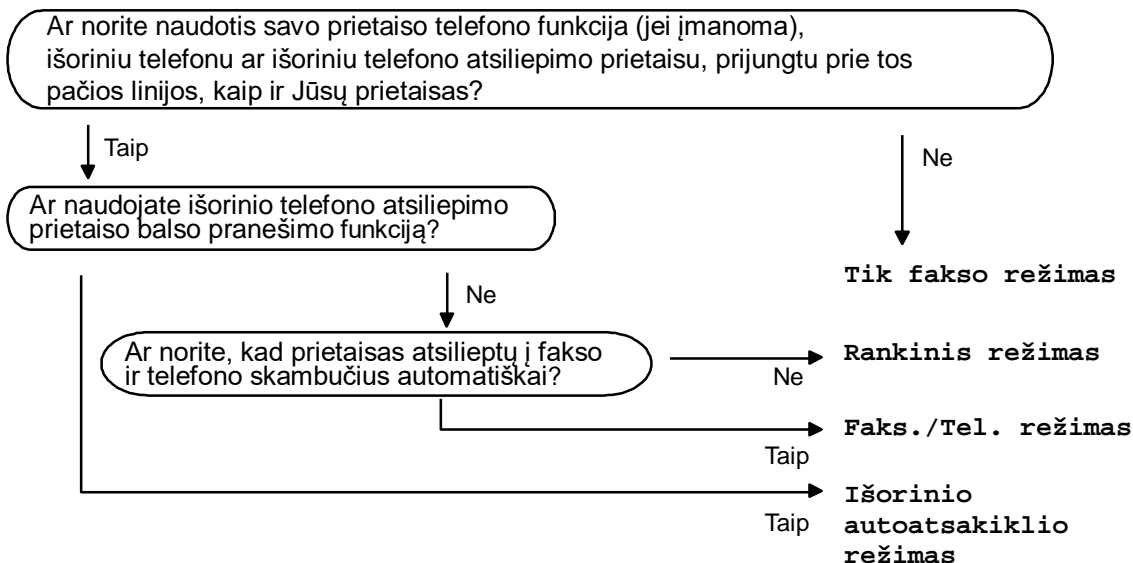 Ar norite naudotis savo prietaiso telefono funkcija (jei įmanoma),
išoriniu telefonu ar išoriniu telefono atsiliepimo prietaisu, prijungtu prie tos
pačios linijos, kaip ir Jūsų prietaisas?
Taip
Ne
Ar naudojate išorinio telefono atsiliepimo
prietaiso balso pranešimo funkciją?
Tik fakso režimas
Ne
Ar norite, kad prietaisas atsilieptų į fakso
ir telefono skambučius automatiškai?
Ne
Rankinis režimas
Taip
Faks./Tel. režimas
Taip
Išorinio
autoatsakiklio
režimas